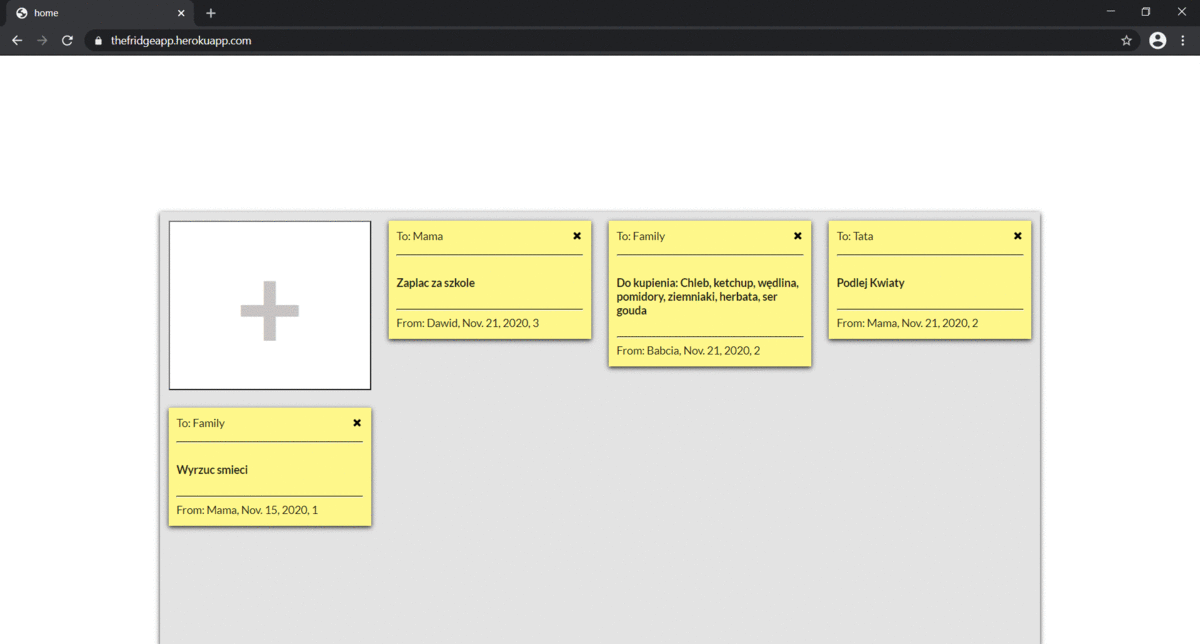 home
thefridgeapp.herokuapp.com
To: Mama
Zaplac za szkole
From: Dawid, Nov. 21, 2020, 3
To: Family
Do kupienia: Chleb, ketchup, wędlina,
pomidory, ziemniaki, herbata, ser
gouda
From: Babcia, Nov. 21, 2020, 2
To: Tata
Podlej Kwiaty
From: Mama, Nov. 21, 2020, 2
To: Family
Wyrzuc smieci
From: Mama, Nov. 15, 2020, 1